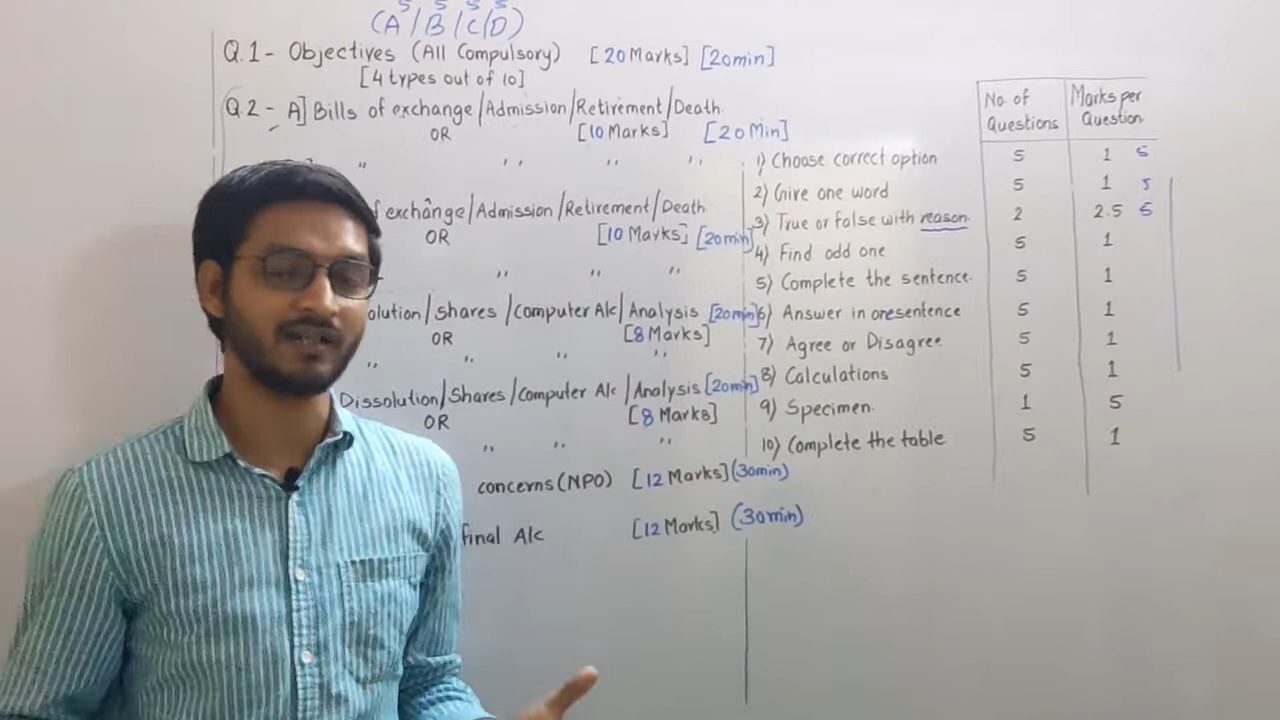 5 5 5 5
(A/B/C/D)
Q.1- Objectives (All Compulsory) [20 Marks] [20min]
[4 types out of 10]
Q.2- A] Bills of exchange/Admission/Retirement/Death
OR [10 Marks] [20 Min]
" " " "
f exchange/Admission/Retirement/Death
OR [10 Marks] [20min]
" " "
olution/Shares/Computer A/c/Analysis [20min]
OR [8 Marks]
" " " "
Dissolution/Shares/Computer A/c/Analysis [20min]
OR [8 Marks]
" " "
concerns (NPO) [12 Marks] (30min)
final A/c [12 Marks] (30min)
No. of Questions Marks per Question
1) Choose correct option 5 1 5
2) Give one word 5 1 5
3) True or false with reason. 2 2.5 5
4) Find odd one 5 1
5) Complete the sentence. 5 1
6) Answer in one sentence 5 1
7) Agree or Disagree 5 1
8) Calculations 5 1
9) Specimen. 1 5
10) Complete the table 5 1